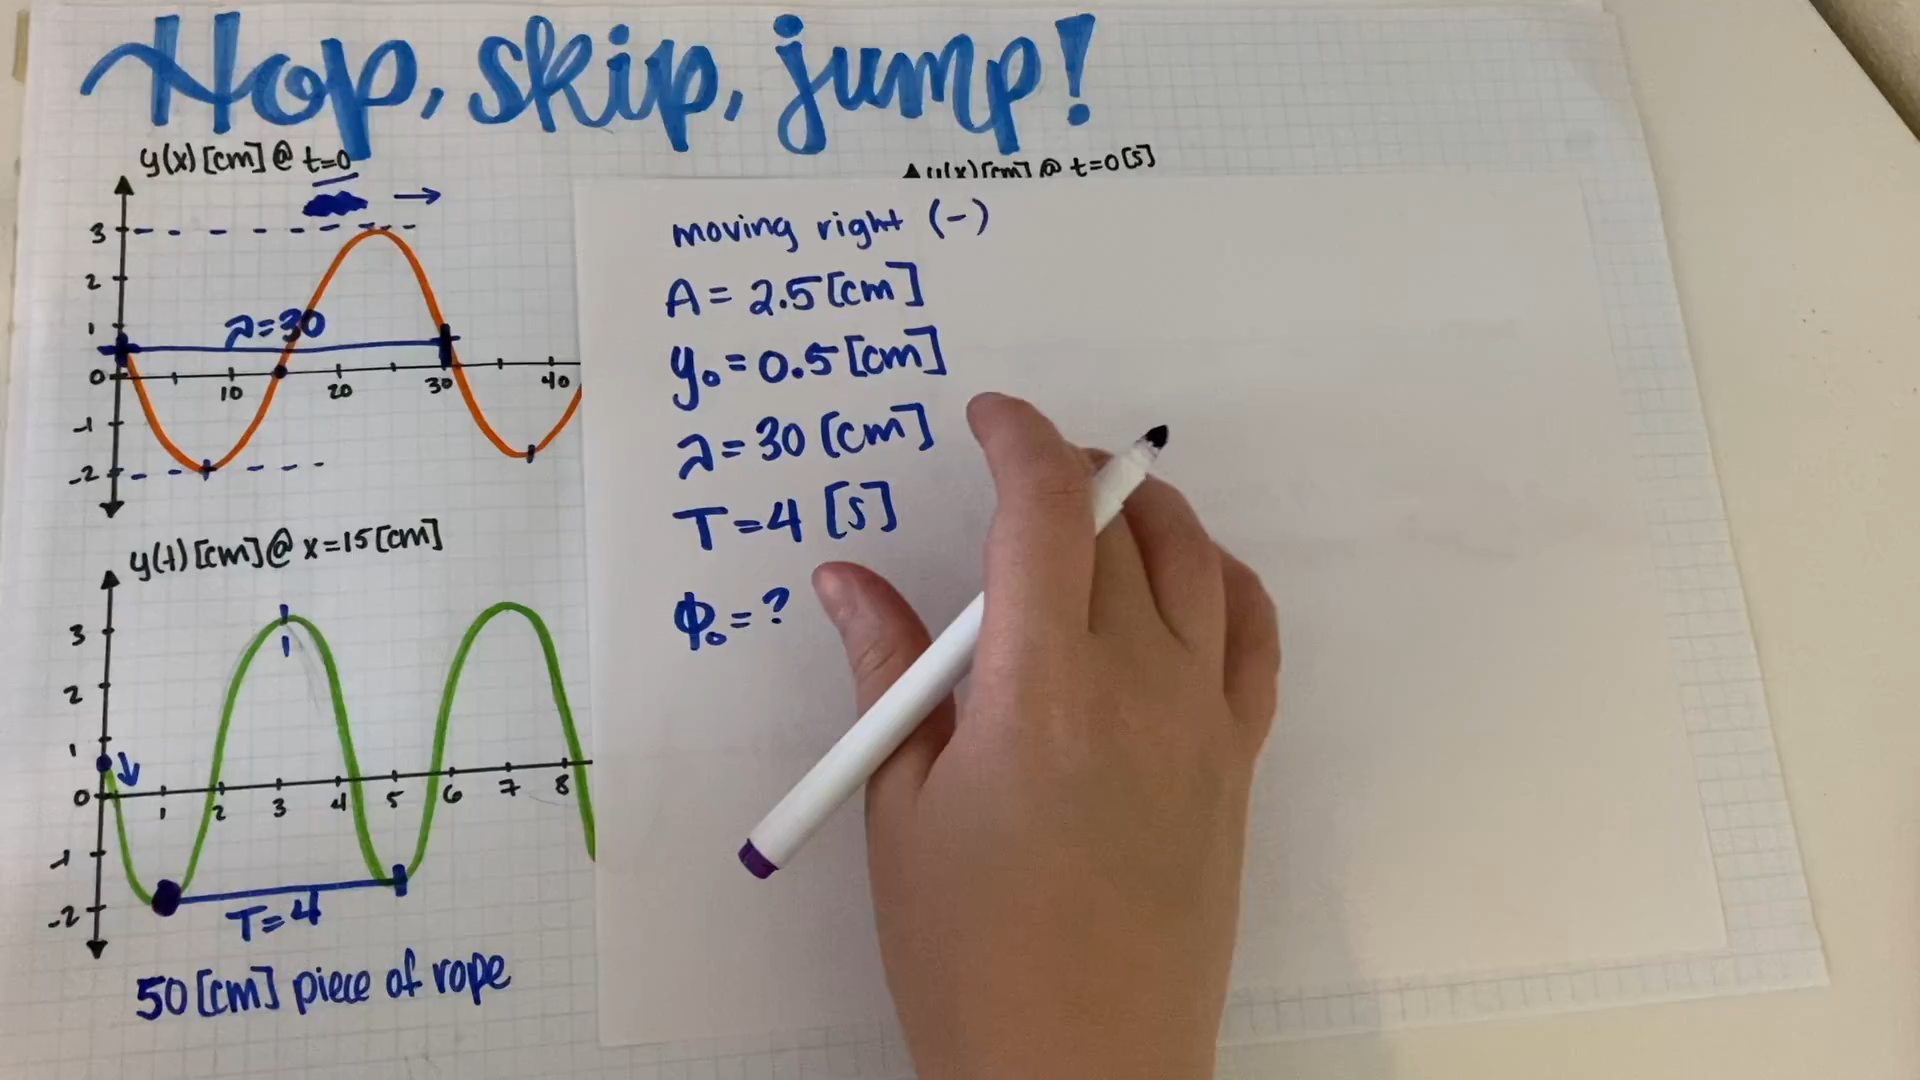 Hop, skip, jump!
y(x) [cm] @ t=0
3
2
1
0
-1
-2
λ=30
10 20 30 40
y(t) [cm] @ x=15 [cm]
3
2
1
0
-1
-2
1 2 3 4 5 6 7 8
T=4
50 [cm] piece of rope
y(x) [cm] @ t=0 [s]
moving right (-)
A = 2.5 [cm]
y₀ = 0.5 [cm]
λ = 30 [cm]
T = 4 [s]
Φ₀ = ?